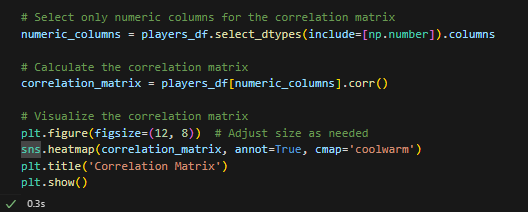 # Select only numeric columns for the correlation matrix
numeric_columns = players_df.select_dtypes(include=[np.number]).columns
# Calculate the correlation matrix
correlation_matrix = players_df[numeric_columns].corr()
# Visualize the correlation matrix
plt.figure(figsize=(12, 8))  # Adjust size as needed
sns.heatmap(correlation_matrix, annot=True, cmap='coolwarm')
plt.title('Correlation Matrix')
plt.show()
0.3s